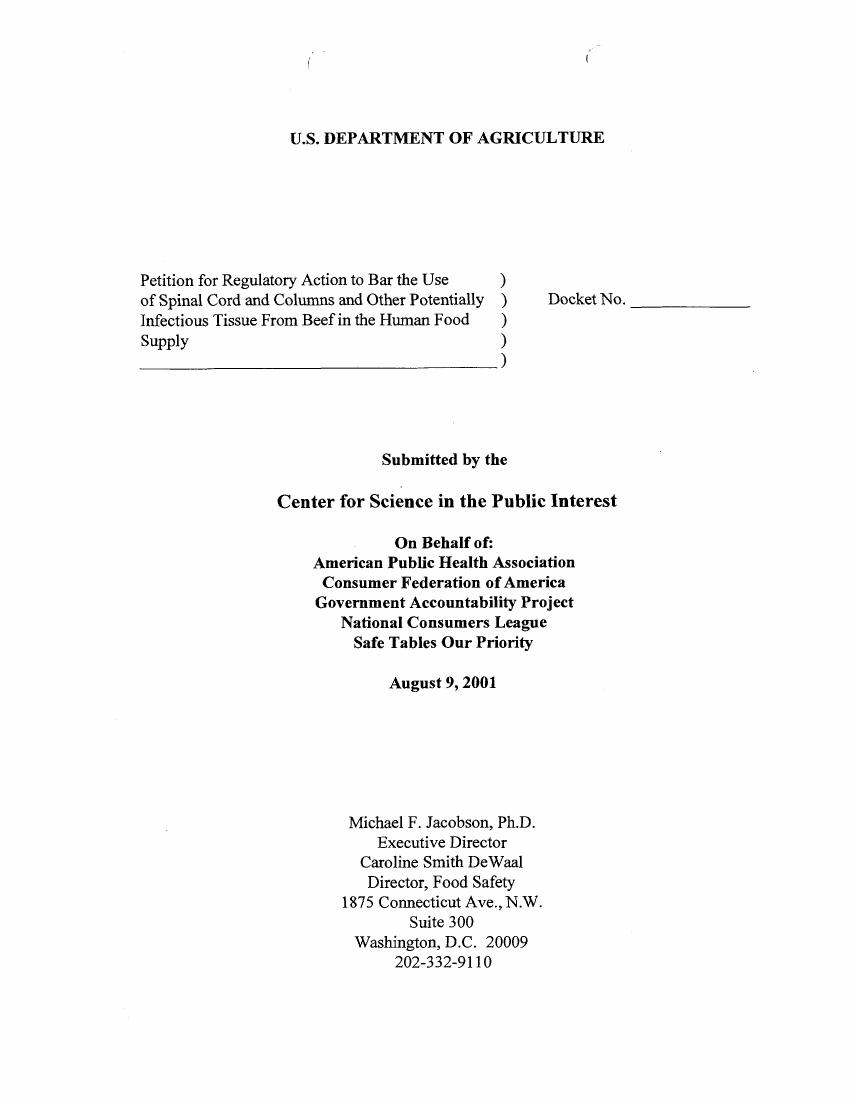 U.S. DEPARTMENT OF AGRICULTURE
Petition for Regulatory Action to Bar the Use )
of Spinal Cord and Columns and Other Potentially ) Docket No. ____________
Infectious Tissue From Beef in the Human Food )
Supply )
____________________________________)
Submitted by the
Center for Science in the Public Interest
On Behalf of:
American Public Health Association
Consumer Federation of America
Government Accountability Project
National Consumers League
Safe Tables Our Priority
August 9, 2001
Michael F. Jacobson, Ph.D.
Executive Director
Caroline Smith DeWaal
Director, Food Safety
1875 Connecticut Ave., N.W.
Suite 300
Washington, D.C. 20009
202-332-9110